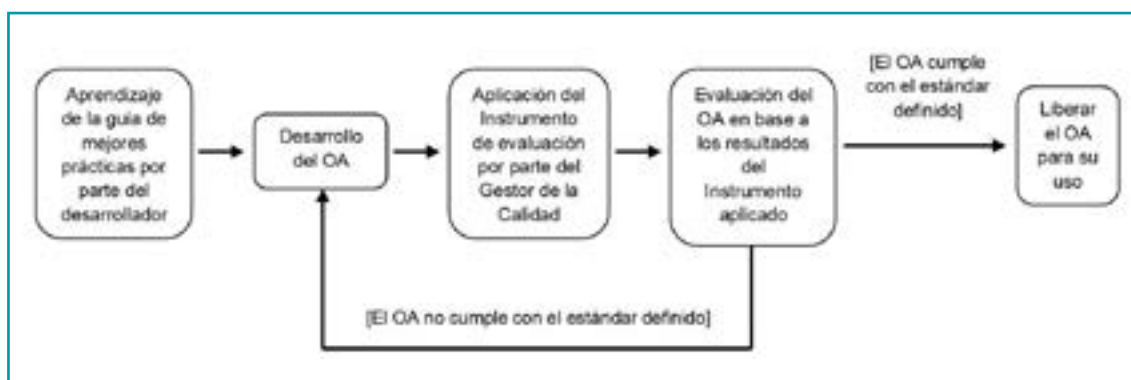 Aprendizaje
de la guia de
mejores
prácticas por
parte del
desarrollador
Desarrollo
del OA
Aplicación del
Instrumento
de evaluación
por parte del
Gestor de la
Calidad
Evaluación del
OA en base a
los resultados
del
Instrumento
aplicado
[El OA cumple
con el estándar
definido]
Liberar
el OA
para su
uso
[El OA no cumple con el estándar definido]